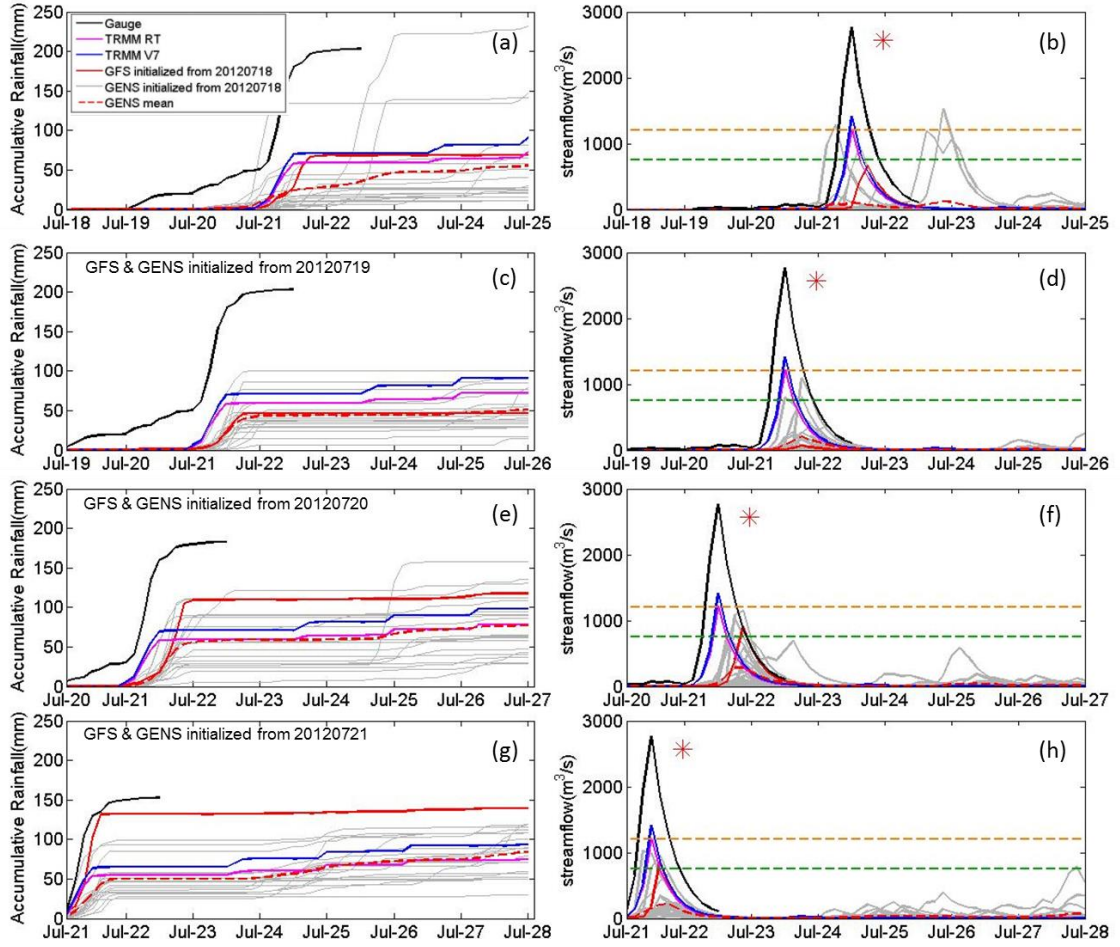 Accumulative Rainfall(mm)
250
200
150
100
50
0
Gauge
TRMM RT
TRMM V7
GFS initialized from 20120718
GENS initialized from 20120718
GENS mean
(a)
Jul-18 Jul-19 Jul-20 Jul-21 Jul-22 Jul-23 Jul-24 Jul-25
streamflow(m³/s)
3000
2000
1000
0
(b)
Jul-18 Jul-19 Jul-20 Jul-21 Jul-22 Jul-23 Jul-24 Jul-25
Accumulative Rainfall(mm)
250
200
150
100
50
0
GFS & GENS initialized from 20120719
(c)
Jul-19 Jul-20 Jul-21 Jul-22 Jul-23 Jul-24 Jul-25 Jul-26
streamflow(m³/s)
3000
2000
1000
0
(d)
Jul-19 Jul-20 Jul-21 Jul-22 Jul-23 Jul-24 Jul-25 Jul-26
Accumulative Rainfall(mm)
250
200
150
100
50
0
GFS & GENS initialized from 20120720
(e)
Jul-20 Jul-21 Jul-22 Jul-23 Jul-24 Jul-25 Jul-26 Jul-27
streamflow(m³/s)
3000
2000
1000
0
(f)
Jul-20 Jul-21 Jul-22 Jul-23 Jul-24 Jul-25 Jul-26 Jul-27
Accumulative Rainfall(mm)
250
200
150
100
50
0
GFS & GENS initialized from 20120721
(g)
Jul-21 Jul-22 Jul-23 Jul-24 Jul-25 Jul-26 Jul-27 Jul-28
streamflow(m³/s)
3000
2000
1000
0
(h)
Jul-21 Jul-22 Jul-23 Jul-24 Jul-25 Jul-26 Jul-27 Jul-28